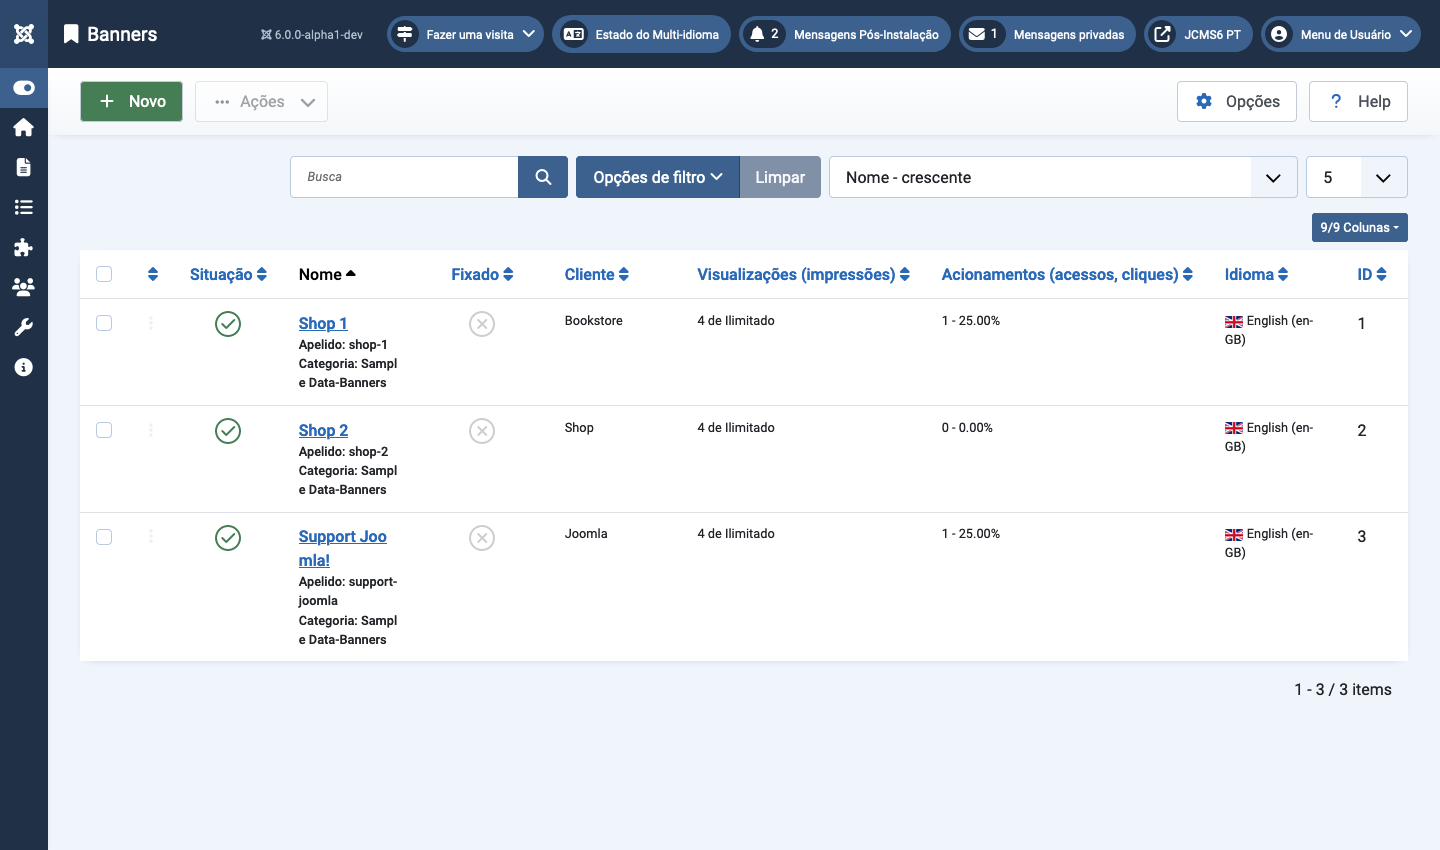 Banners
6.0.0-alpha1-dev
Fazer uma visita
Estado do Multi-idioma
2 Mensagens Pós-Instalação
1 Mensagens privadas
JCMS6 PT
Menu de Usuário
Novo
Ações
Opções
Help
Busca
Opções de filtro
Limpar
Nome - crescente
5
9/9 Colunas
Situação Nome Fixado Cliente Visualizações (impressões) Acionamentos (acessos, cliques) Idioma ID
Shop 1 Bookstore 4 de Ilimitado 1 - 25.00% English (en-
GB) 1
Apelido: shop-1
Categoria: Sampl
e Data-Banners
Shop 2 Shop 4 de Ilimitado 0 - 0.00% English (en-
GB) 2
Apelido: shop-2
Categoria: Sampl
e Data-Banners
Support Joo
mla! Joomla 4 de Ilimitado 1 - 25.00% English (en-
GB) 3
Apelido: support-
joomla
Categoria: Sampl
e Data-Banners
1 - 3 / 3 items